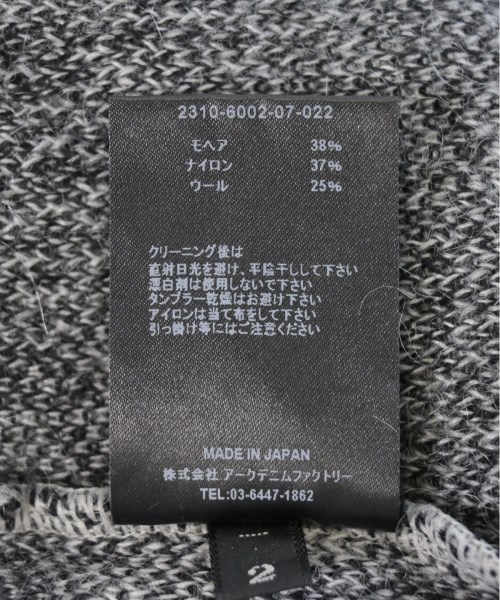 2310-6002-07-022
モヘア 38%
ナイロン 37%
ウール 25%
クリーニング後は
直射日光を避け、平陰干しして下さい
漂白剤は使用しないで下さい
タンブラー乾燥はお避け下さい
アイロンは当て布をして下さい
引っ掛け等にはご注意ください
MADE IN JAPAN
株式会社 アークデニムファクトリー
TEL:03-6447-1862
2